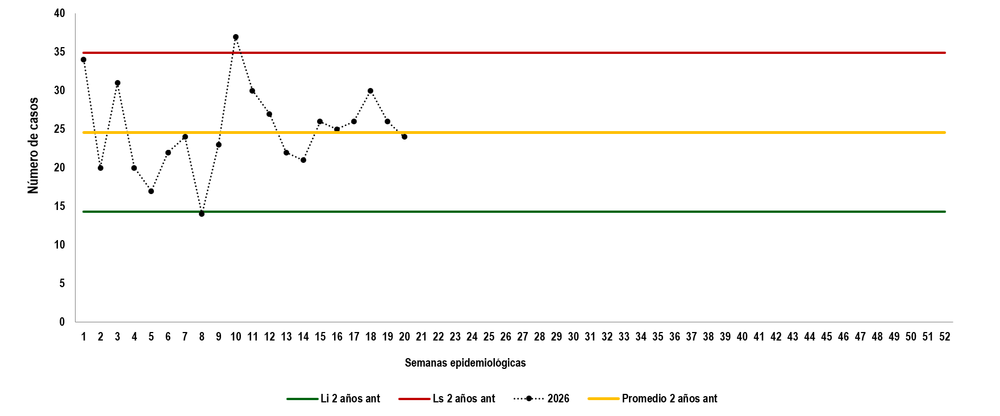 40
35
30
25
20
15
10
5
0
Número de casos
1 2 3 4 5 6 7 8 9 10 11 12 13 14 15 16 17 18 19 20 21 22 23 24 25 26 27 28 29 30 31 32 33 34 35 36 37 38 39 40 41 42 43 44 45 46 47 48 49 50 51 52
Semanas epidemiológicas
Li 2 años ant Ls 2 años ant 2026 Promedio 2 años ant